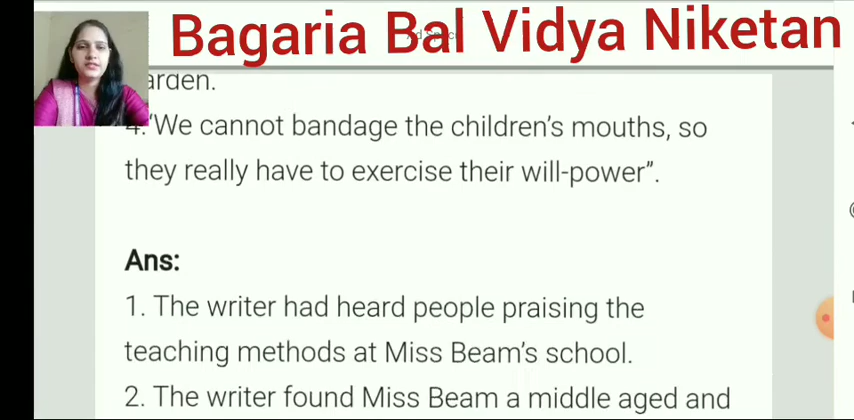 Bagaria Bal Vidya Niketan
arden.
4. "We cannot bandage the children's mouths, so
they really have to exercise their will-power".
Ans:
1. The writer had heard people praising the
teaching methods at Miss Beam's school.
2. The writer found Miss Beam a middle aged and